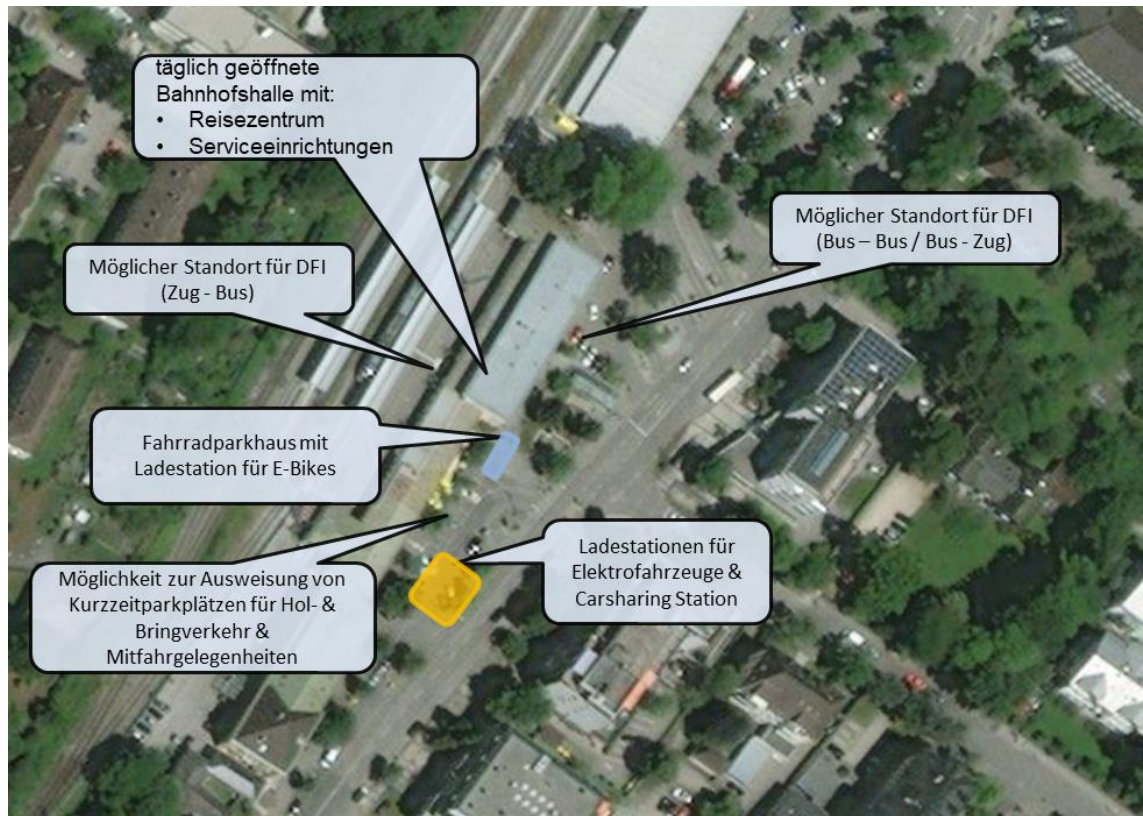 täglich geöffnete
Bahnhofshalle mit:
• Reisezentrum
• Serviceeinrichtungen
Möglicher Standort für DFI
(Bus – Bus / Bus - Zug)
Möglicher Standort für DFI
(Zug - Bus)
Fahrradparkhaus mit
Ladestation für E-Bikes
Ladestationen für
Elektrofahrzeuge &
Carsharing Station
Möglichkeit zur Ausweisung von
Kurzzeitparkplätzen für Hol- &
Bringverkehr &
Mitfahrgelegenheiten